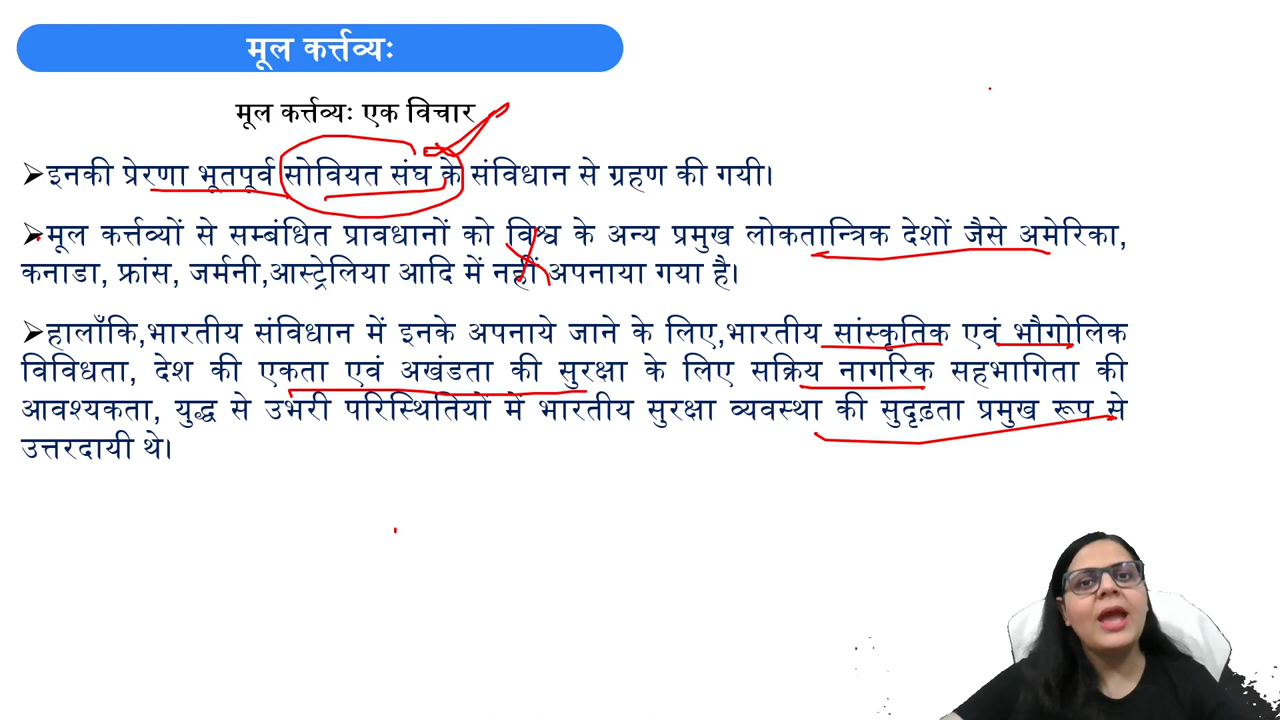 मूल कर्त्तव्यः
मूल कर्त्तव्यः एक विचार
➢इनकी प्रेरणा भूतपूर्व सोवियत संघ के संविधान से ग्रहण की गयी।
➢मूल कर्त्तव्यों से सम्बंधित प्रावधानों को विश्व के अन्य प्रमुख लोकतान्त्रिक देशों जैसे अमेरिका,
कनाडा, फ्रांस, जर्मनी,आस्ट्रेलिया आदि में नहीं अपनाया गया है।
➢हालाँकि,भारतीय संविधान में इनके अपनाये जाने के लिए,भारतीय सांस्कृतिक एवं भौगोलिक
विविधता, देश की एकता एवं अखंडता की सुरक्षा के लिए सक्रिय नागरिक सहभागिता की
आवश्यकता, युद्ध से उभरी परिस्थितियों में भारतीय सुरक्षा व्यवस्था की सुदृढ़ता प्रमुख रूप से
उत्तरदायी थे।